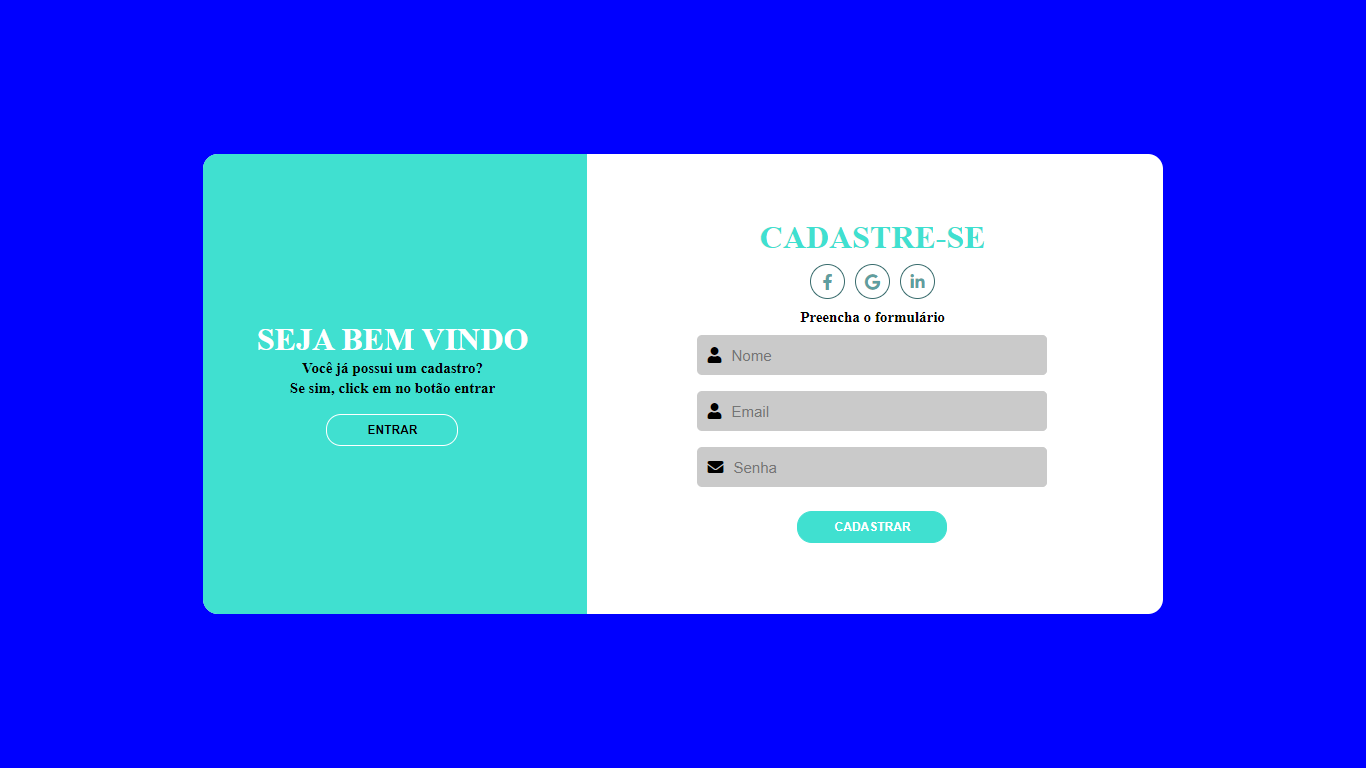 SEJA BEM VINDO
Você já possui um cadastro?
Se sim, click em no botão entrar
ENTRAR
CADASTRE-SE
Preencha o formulário
Nome
Email
Senha
CADASTRAR